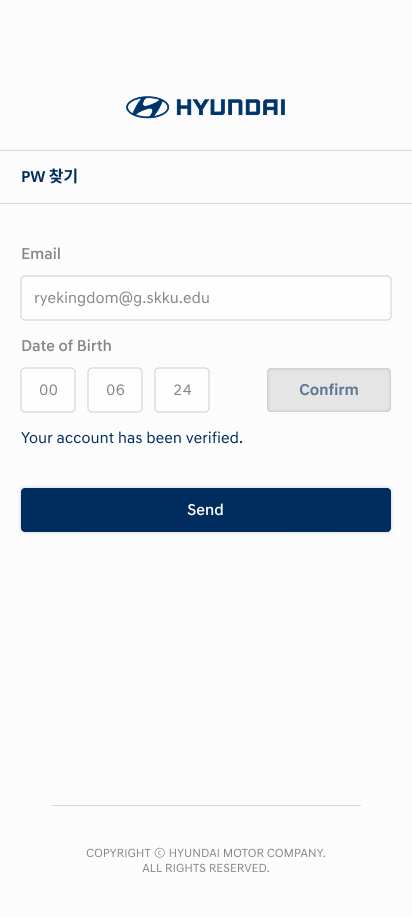 HYUNDAI
PW 찾기
Email
ryekingdom@g.skku.edu
Date of Birth
00 06 24 Confirm
Your account has been verified.
Send
COPYRIGHT ⓒ HYUNDAI MOTOR COMPANY.
ALL RIGHTS RESERVED.